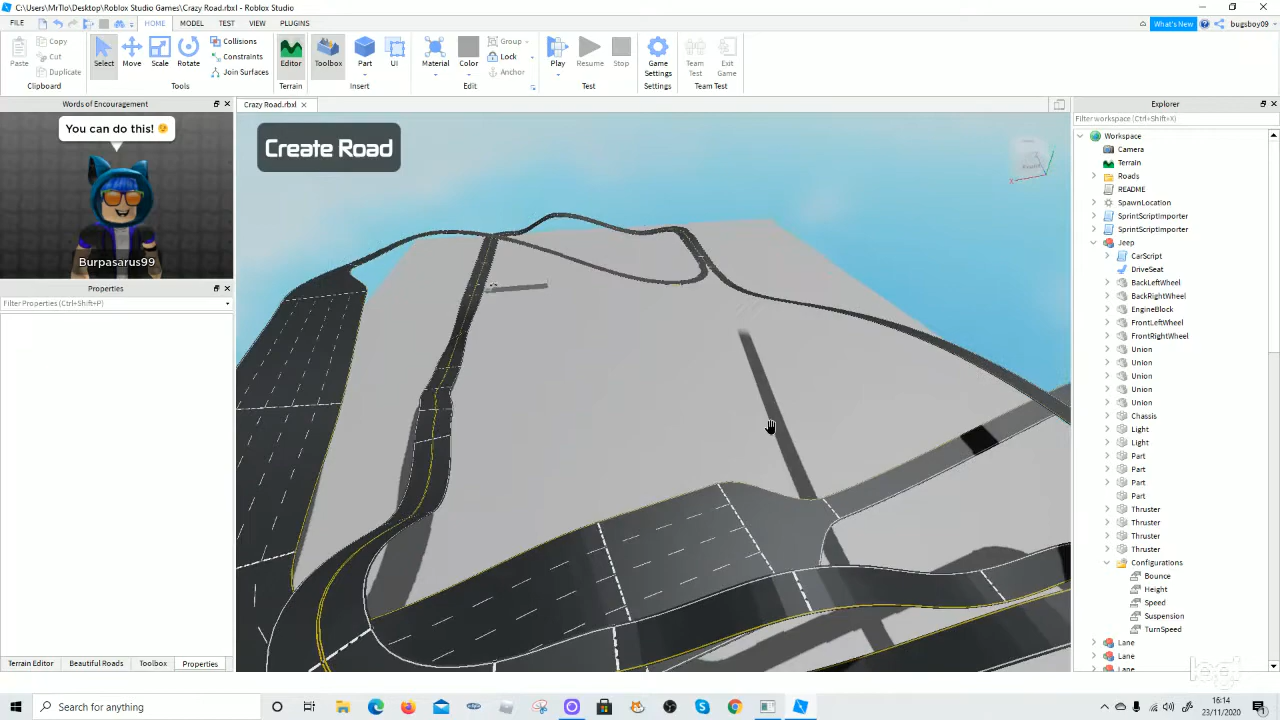 C:\Users\MrTlo\Desktop\Roblox Studio Games\Crazy Road.rbxl - Roblox Studio
FILE
HOME
MODEL
TEST
VIEW
PLUGINS
What's New
bugsboy09
Paste
Copy
Cut
Duplicate
Clipboard
Select
Move
Scale
Rotate
Collisions
Constraints
Join Surfaces
Tools
Editor
Terrain
Toolbox
Part
UI
Insert
Material
Color
Group
Lock
Anchor
Edit
Play
Resume
Stop
Test
Game Settings
Settings
Team Test
Exit Game
Team Test
Words of Encouragement
You can do this!
Burpasarus99
Properties
Filter Properties (Ctrl+Shift+P)
Terrain Editor
Beautiful Roads
Toolbox
Properties
Crazy Road.rbxl
Create Road
Explorer
Filter workspace (Ctrl+Shift+X)
Workspace
Camera
Terrain
Roads
README
SpawnLocation
SprintScriptImporter
SprintScriptImporter
Jeep
CarScript
DriveSeat
BackLeftWheel
BackRightWheel
EngineBlock
FrontLeftWheel
FrontRightWheel
Union
Union
Union
Union
Union
Chassis
Light
Light
Part
Part
Part
Part
Thruster
Thruster
Thruster
Thruster
Configurations
Bounce
Height
Speed
Suspension
TurnSpeed
Lane
Lane
Lane
Search for anything
16:14
23/11/2020